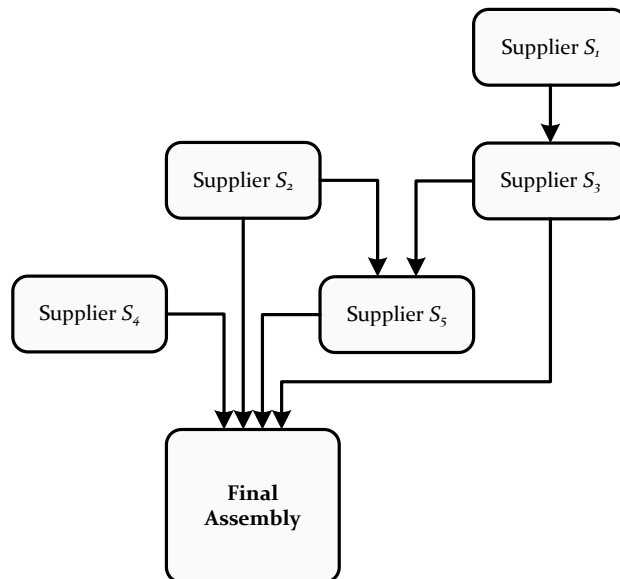 Supplier S₁
Supplier S₂
Supplier S₃
Supplier S₄
Supplier S₅
Final
Assembly